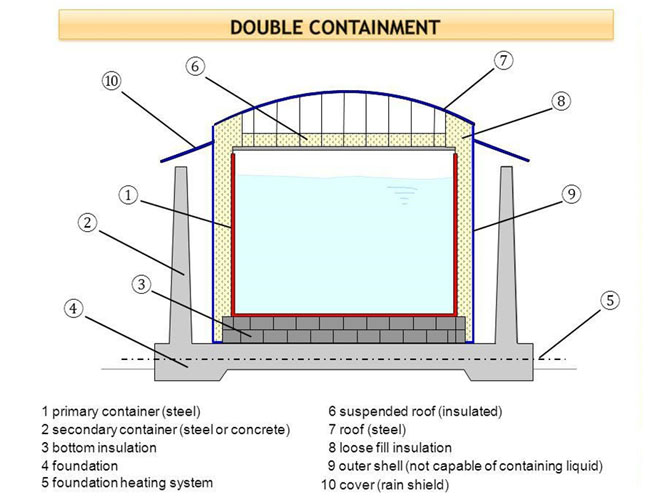 DOUBLE CONTAINMENT
6
7
10
8
1
9
2
3
5
4
1 primary container (steel)
2 secondary container (steel or concrete)
3 bottom insulation
4 foundation
5 foundation heating system
6 suspended roof (insulated)
7 roof (steel)
8 loose fill insulation
9 outer shell (not capable of containing liquid)
10 cover (rain shield)